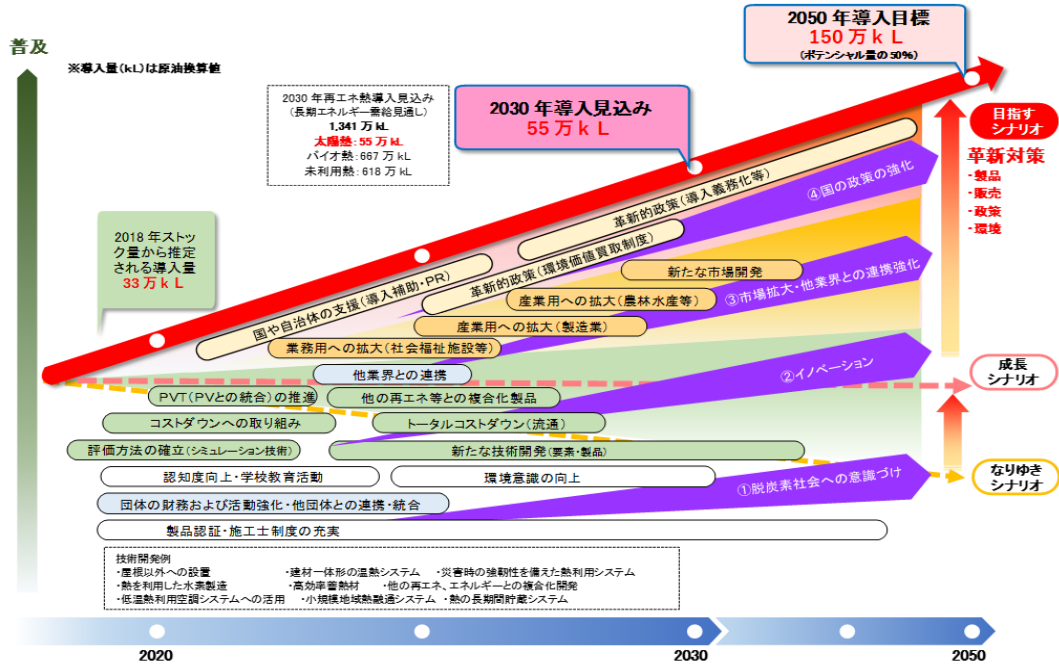 普及
※導入量(kL)は原油換算値
2050年導入目標
150万kL
(ポテンシャル量の50%)
2030年再エネ熱導入見込み
(長期エネルギー需給見通し)
1,341万kL
太陽熱:55万kL
バイオ熱:667万kL
未利用熱:618万kL
2030年導入見込み
55万kL
目指す
シナリオ
革新対策
・製品
・販売
・政策
・環境
2018年ストッ
ク量から推定
される導入量
33万kL
④国の政策の強化
革新的政策(導入義務化等)
革新的政策(環境価値買取制度)
国や自治体の支援(導入補助・PR)
新たな市場開発
③市場拡大・他業界との連携強化
産業用への拡大(農林水産等)
産業用への拡大(製造業)
業務用への拡大(社会福祉施設等)
他業界との連携
②イノベーション
成長
シナリオ
PVT(PVとの統合)の推進
他の再エネ等との複合化製品
コストダウンへの取り組み
トータルコストダウン(流通)
評価方法の確立(シミュレーション技術)
新たな技術開発(要素・製品)
なりゆき
シナリオ
認知度向上・学校教育活動
環境意識の向上
①脱炭素社会への意識づけ
団体の財務および活動強化・他団体との連携・統合
製品認証・施工士制度の充実
技術開発例
・屋根以外への設置 ・建材一体形の温熱システム ・災害時の強靭性を備えた熱利用システム
・熱を利用した水素製造 ・高効率蓄熱材 ・他の再エネ、エネルギーとの複合化開発
・低温熱利用空調システムへの活用 ・小規模地域熱融通システム ・熱の長期間貯蔵システム
2020
2030
2050